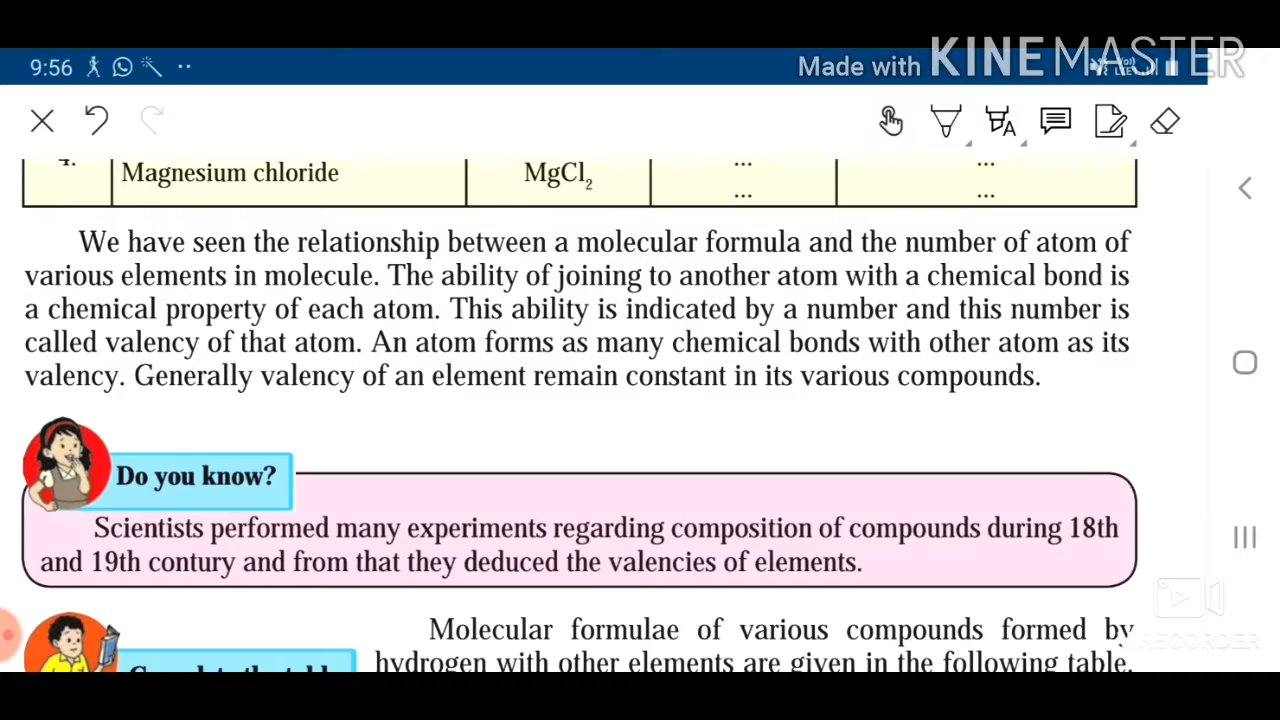 Made with KINEMASTER
9:56
4.
Magnesium chloride MgCl₂ ... ...
... ...
We have seen the relationship between a molecular formula and the number of atom of
various elements in molecule. The ability of joining to another atom with a chemical bond is
a chemical property of each atom. This ability is indicated by a number and this number is
called valency of that atom. An atom forms as many chemical bonds with other atom as its
valency. Generally valency of an element remain constant in its various compounds.
Do you know?
Scientists performed many experiments regarding composition of compounds during 18th
and 19th contury and from that they deduced the valencies of elements.
Molecular formulae of various compounds formed by
hydrogen with other elements are given in the following table.
RECORDER